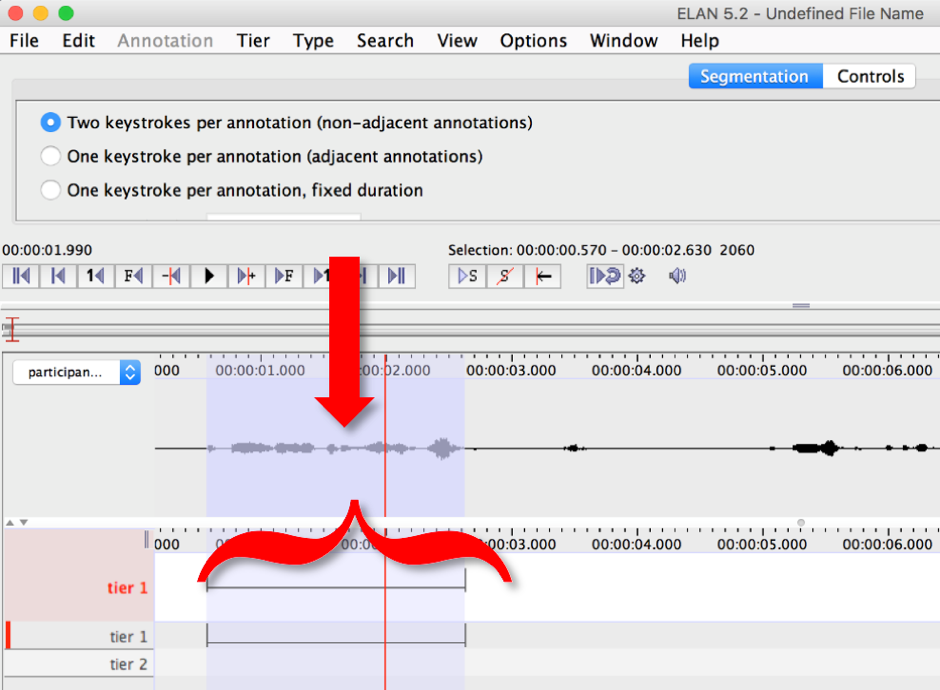 ELAN 5.2 - Undefined File Name
File Edit Annotation Tier Type Search View Options Window Help
Segmentation Controls
Two keystrokes per annotation (non-adjacent annotations)
One keystroke per annotation (adjacent annotations)
One keystroke per annotation, fixed duration
00:00:01.990 Selection: 00:00:00.570 - 00:00:02.630 2060
1 F F 1 S S
participan... 000 00:00:01.000 00:02.000 00:00:03.000 00:00:04.000 00:00:05.000 00:00:06.000
000 00:00:03.000 00:00:04.000 00:00:05.000 00:00:06.000
tier 1
tier 1
tier 2